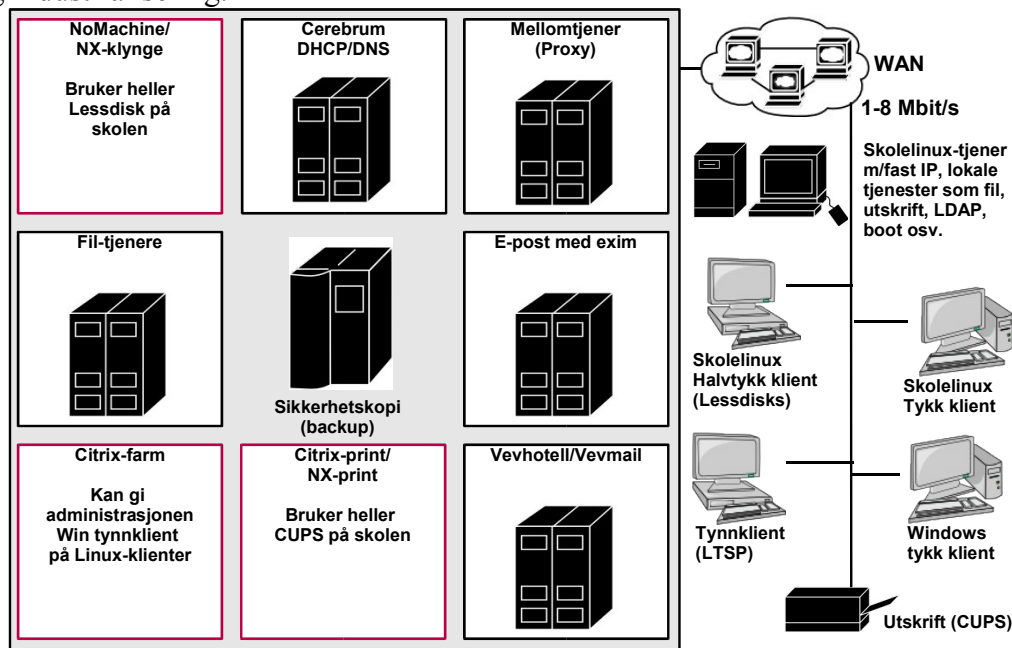 NoMachine/
NX-klynge
Bruker heller
Lessdisk på
skolen
Cerebrum
DHCP/DNS
Mellomtjener
(Proxy)
WAN
1-8 Mbit/s
Skolelinux-tjener
m/fast IP, lokale
tjenester som fil,
utskrift, LDAP,
boot osv.
Fil-tjenere
Sikkerhetskopi
(backup)
E-post med exim
Skolelinux
Halvtykk klient
(Lessdisks)
Skolelinux
Tykk klient
Citrix-farm
Kan gi
administrasjonen
Win tynnklient
på Linux-klienter
Citrix-print/
NX-print
Bruker heller
CUPS på skolen
Vevhotell/Vevmail
Tynnklient
(LTSP)
Windows
tykk klient
Utskrift (CUPS)